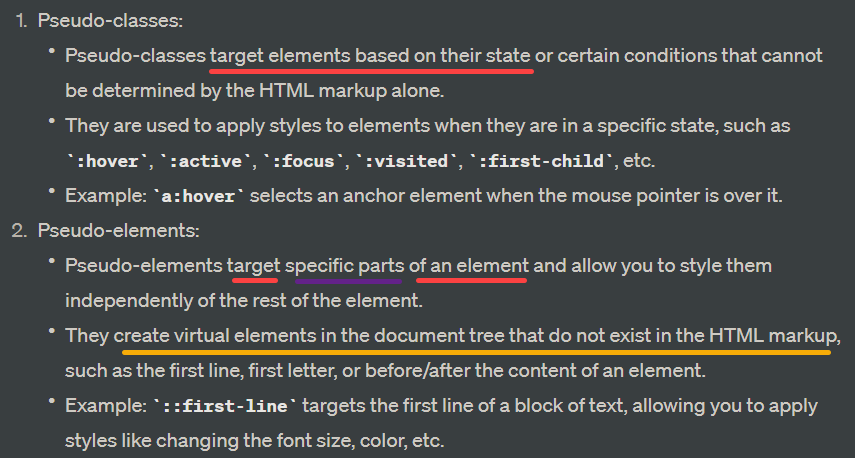 1. Pseudo-classes:
• Pseudo-classes target elements based on their state or certain conditions that cannot
be determined by the HTML markup alone.
• They are used to apply styles to elements when they are in a specific state, such as
`:hover`, `:active`, `:focus`, `:visited`, `:first-child`, etc.
• Example: `a:hover` selects an anchor element when the mouse pointer is over it.
2. Pseudo-elements:
• Pseudo-elements target specific parts of an element and allow you to style them
independently of the rest of the element.
• They create virtual elements in the document tree that do not exist in the HTML markup,
such as the first line, first letter, or before/after the content of an element.
• Example: `::first-line` targets the first line of a block of text, allowing you to apply
styles like changing the font size, color, etc.